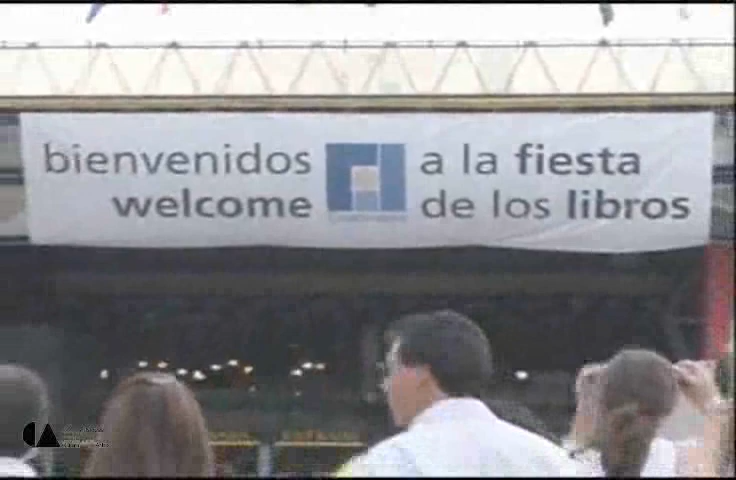 bienvenidos
welcome
a la fiesta
de los libros